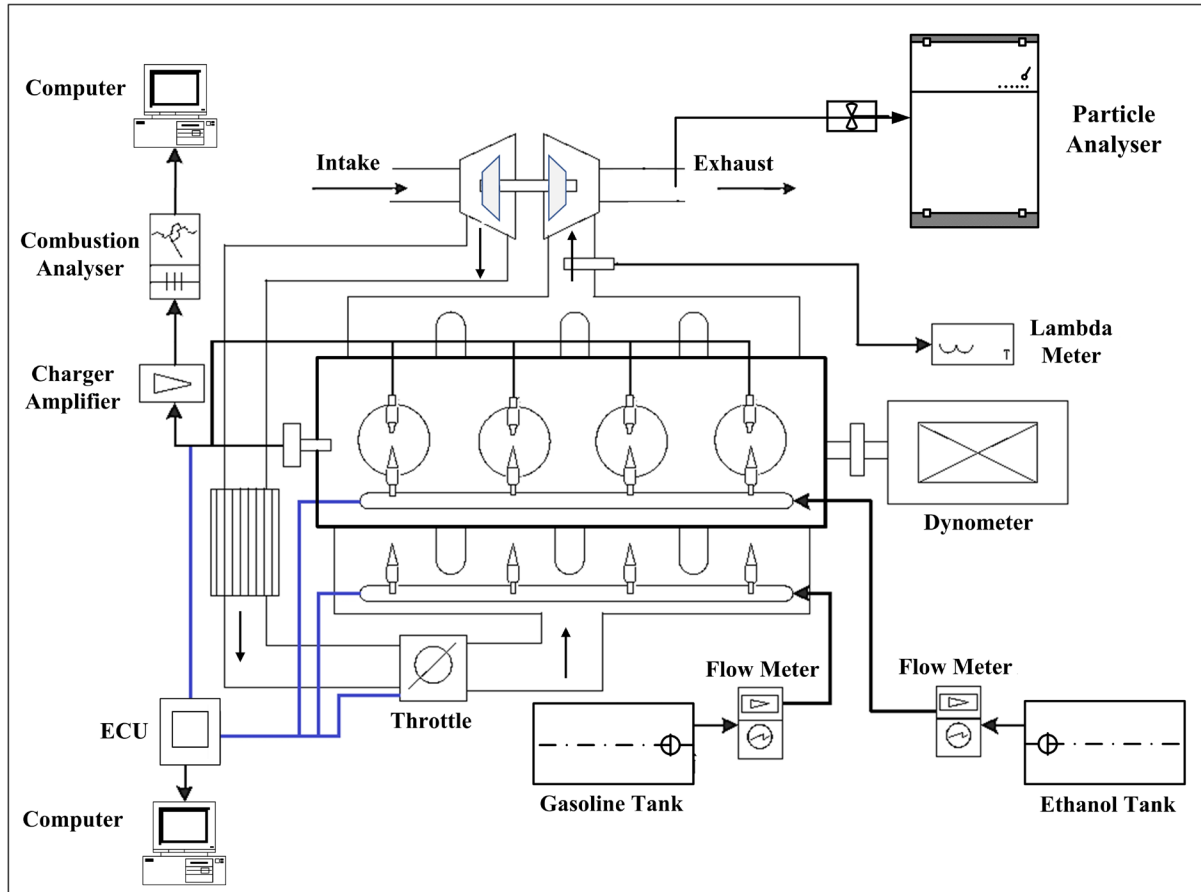 Computer
Intake
Exhaust
Particle
Analyser
Combustion
Analyser
Lambda
Meter
T
Charger
Amplifier
Dynometer
Flow Meter
Flow Meter
ECU
Throttle
Gasoline Tank
Ethanol Tank
Computer